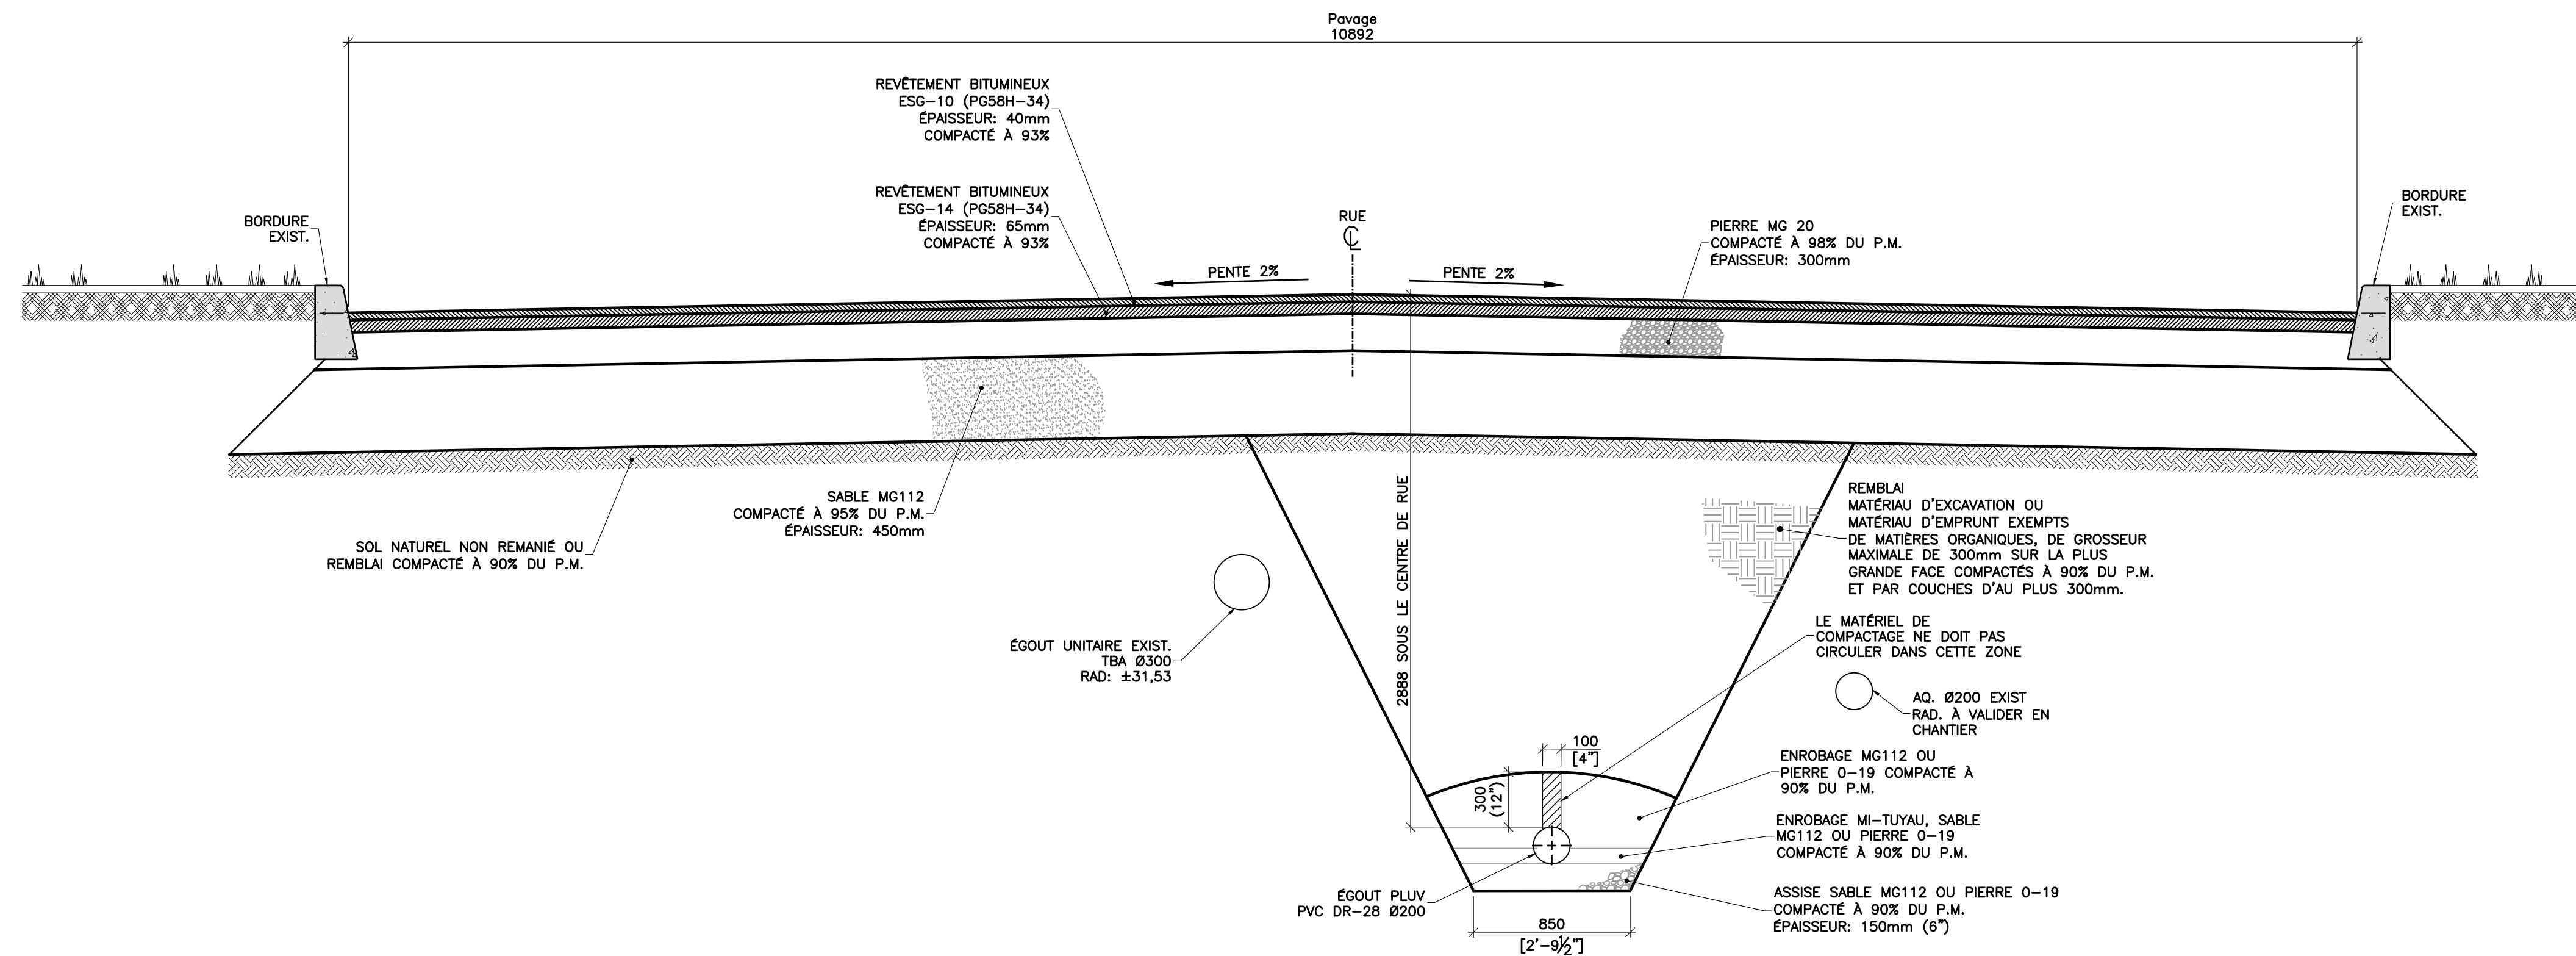 Pavage
10892
REVÊTEMENT BITUMINEUX
ESG-10 (PG58H-34)
ÉPAISSEUR: 40mm
COMPACTÉ À 93%
REVÊTEMENT BITUMINEUX
ESG-14 (PG58H-34)
ÉPAISSEUR: 65mm
COMPACTÉ À 93%
BORDURE
EXIST.
RUE
CL
PENTE 2%
PENTE 2%
PIERRE MG 20
COMPACTÉ À 98% DU P.M.
ÉPAISSEUR: 300mm
BORDURE
EXIST.
SABLE MG112
COMPACTÉ À 95% DU P.M.
ÉPAISSEUR: 450mm
SOL NATUREL NON REMANIÉ OU
REMBLAI COMPACTÉ À 90% DU P.M.
2888 SOUS LE CENTRE DE RUE
REMBLAI
MATÉRIAU D'EXCAVATION OU
MATÉRIAU D'EMPRUNT EXEMPTS
DE MATIÈRES ORGANIQUES, DE GROSSEUR
MAXIMALE DE 300mm SUR LA PLUS
GRANDE FACE COMPACTÉS À 90% DU P.M.
ET PAR COUCHES D'AU PLUS 300mm.
ÉGOUT UNITAIRE EXIST.
TBA Ø300
RAD: ±31,53
LE MATÉRIEL DE
COMPACTAGE NE DOIT PAS
CIRCULER DANS CETTE ZONE
AQ. Ø200 EXIST
RAD. À VALIDER EN
CHANTIER
100
[4"]
300
(12")
ENROBAGE MG112 OU
PIERRE 0-19 COMPACTÉ À
90% DU P.M.
ENROBAGE MI-TUYAU, SABLE
MG112 OU PIERRE 0-19
COMPACTÉ À 90% DU P.M.
ÉGOUT PLUV
PVC DR-28 Ø200
ASSISE SABLE MG112 OU PIERRE 0-19
COMPACTÉ À 90% DU P.M.
ÉPAISSEUR: 150mm (6")
850
[2'-9½"]